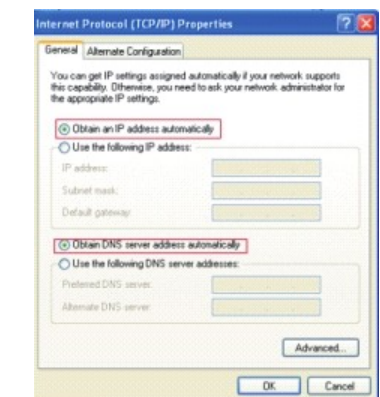 Internet Protocol (TCP/IP) Properties
General
Alternate Configuration
You can get IP settings assigned automatically if your network supports
this capability. Otherwise, you need to ask your network administrator for
the appropriate IP settings.
Obtain an IP address automatically
Use the following IP address:
IP address:
Subnet mask:
Default gateway:
Obtain DNS server address automatically
Use the following DNS server addresses:
Preferred DNS server:
Alternate DNS server:
Advanced...
OK
Cancel